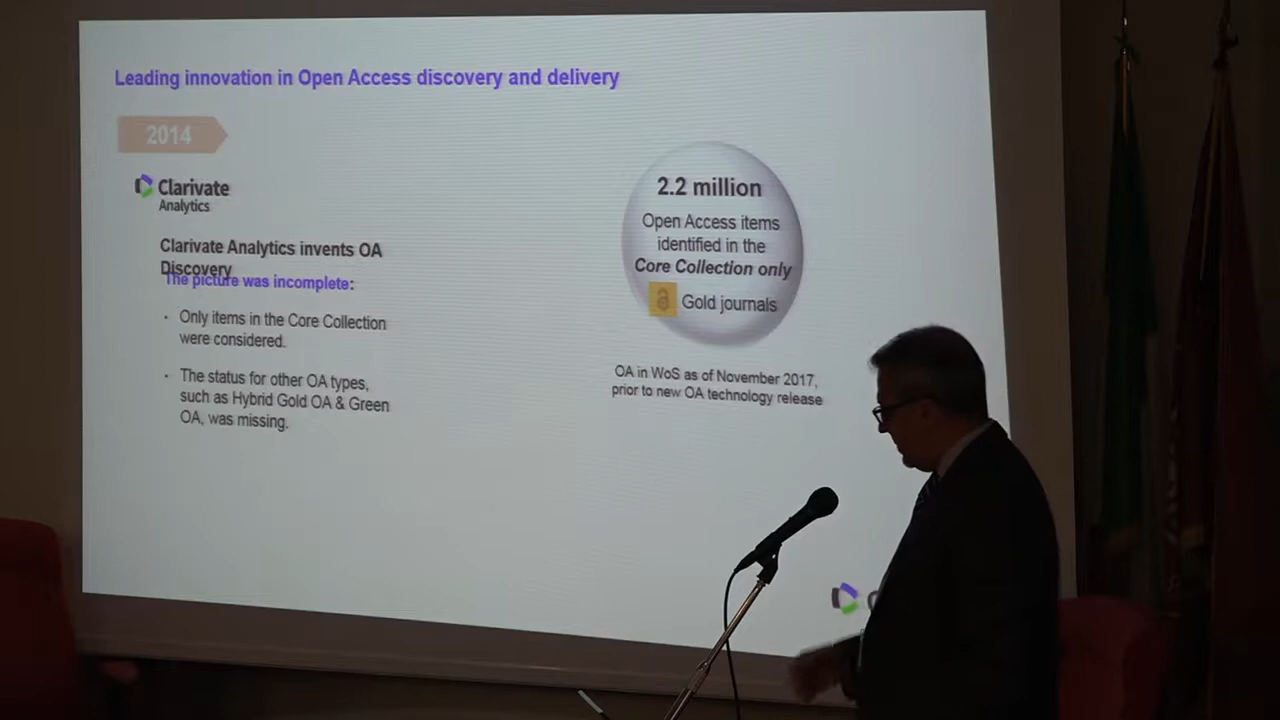 Leading innovation in Open Access discovery and delivery
2014
Clarivate
Analytics
Clarivate Analytics invents OA
Discovery
The picture was incomplete:
· Only items in the Core Collection
were considered.
· The status for other OA types,
such as Hybrid Gold OA & Green
OA, was missing.
2.2 million
Open Access items
identified in the
Core Collection only
Gold journals
OA in WoS as of November 2017,
prior to new OA technology release